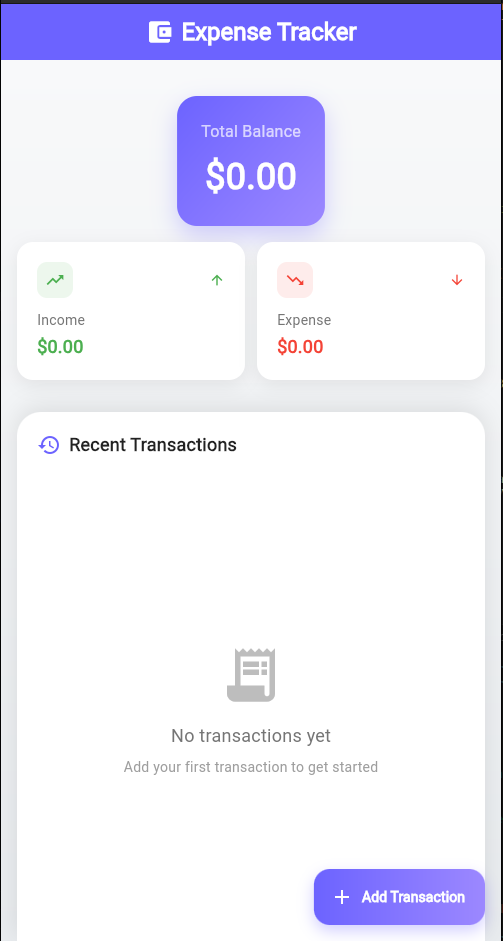 Expense Tracker
Total Balance
$0.00
Income
$0.00
Expense
$0.00
Recent Transactions
No transactions yet
Add your first transaction to get started
Add Transaction